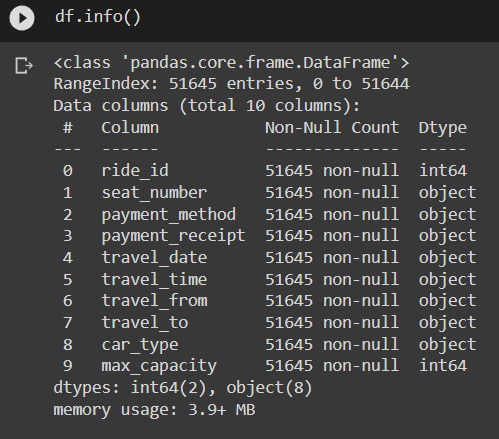 df.info()
<class 'pandas.core.frame.DataFrame'>
RangeIndex: 51645 entries, 0 to 51644
Data columns (total 10 columns):
 #   Column           Non-Null Count  Dtype
---  ------           --------------  -----
 0   ride_id          51645 non-null  int64
 1   seat_number      51645 non-null  object
 2   payment_method   51645 non-null  object
 3   payment_receipt  51645 non-null  object
 4   travel_date      51645 non-null  object
 5   travel_time      51645 non-null  object
 6   travel_from      51645 non-null  object
 7   travel_to        51645 non-null  object
 8   car_type         51645 non-null  object
 9   max_capacity     51645 non-null  int64
dtypes: int64(2), object(8)
memory usage: 3.9+ MB